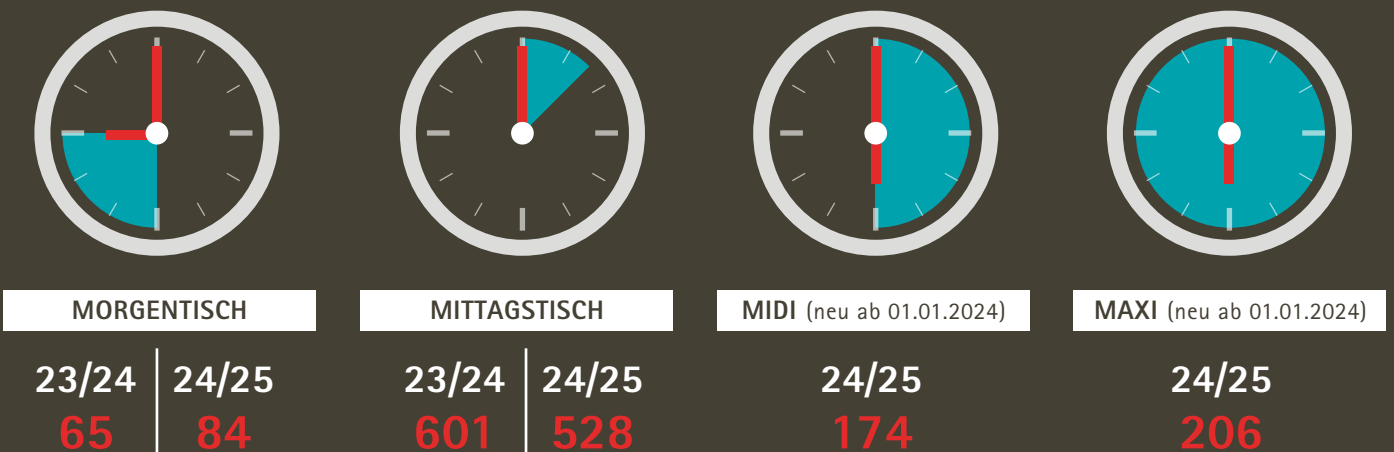 MORGENTISCH
23/24 24/25
65 84
MITTAGSTISCH
23/24 24/25
601 528
MIDI (neu ab 01.01.2024)
24/25
174
MAXI (neu ab 01.01.2024)
24/25
206